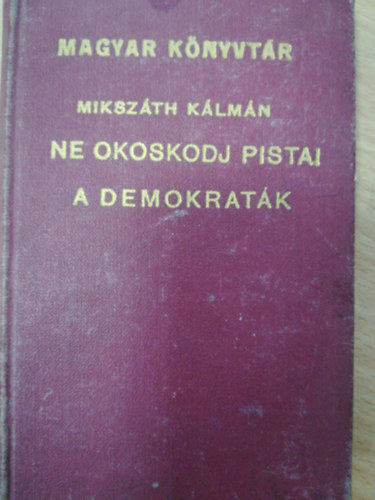 MAGYAR KÖNYVTÁR
MIKSZÁTH KÁLMÁN
NE OKOSKODJ PISTA!
A DEMOKRATÁK